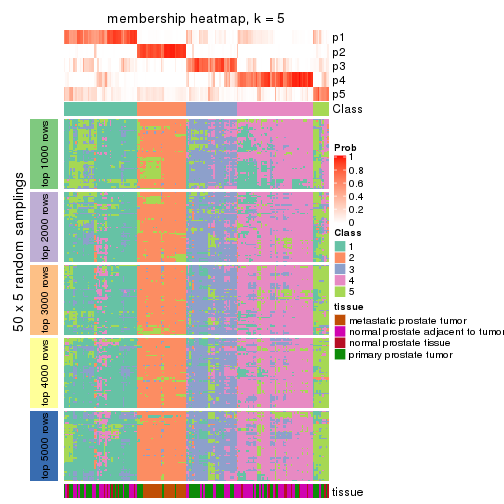 membership heatmap, k = 5
p1
p2
p3
p4
p5
Class
50 x 5 random samplings
top 1000 rows
top 2000 rows
top 3000 rows
top 4000 rows
top 5000 rows
tissue
Prob
1
0.8
0.6
0.4
0.2
0
Class
1
2
3
4
5
tissue
metastatic prostate tumor
normal prostate adjacent to tumor
normal prostate tissue
primary prostate tumor